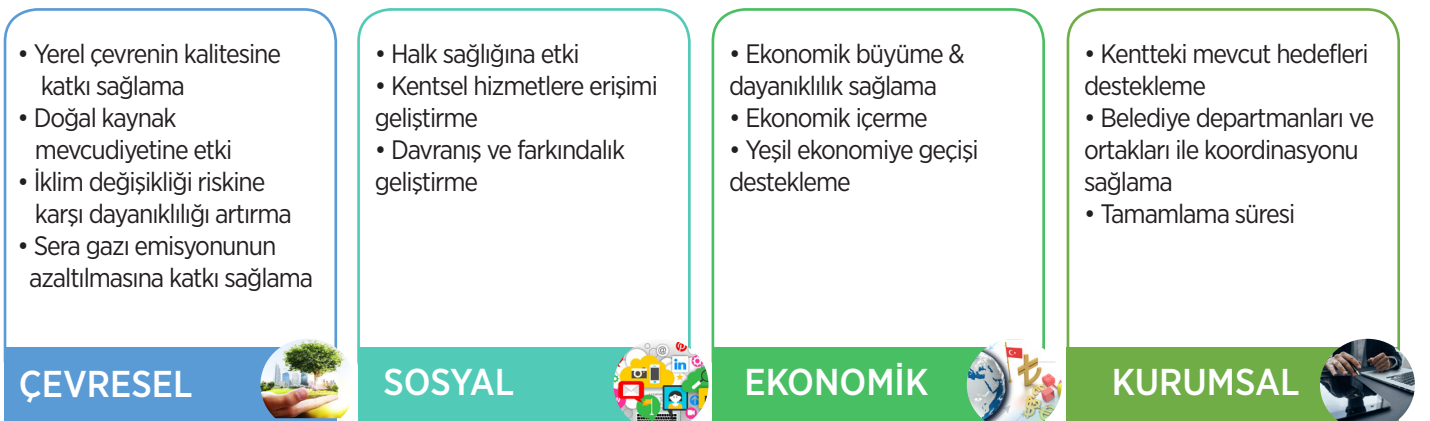 • Yerel çevrenin kalitesine
katkı sağlama
• Doğal kaynak
mevcudiyetine etki
• İklim değişikliği riskine
karşı dayanıklılığı artırma
• Sera gazı emisyonunun
azaltılmasına katkı sağlama
ÇEVRESEL
• Halk sağlığına etki
• Kentsel hizmetlere erişimi
geliştirme
• Davranış ve farkındalık
geliştirme
SOSYAL
• Ekonomik büyüme &
dayanıklılık sağlama
• Ekonomik içerme
• Yeşil ekonomiye geçişi
destekleme
EKONOMİK
• Kentteki mevcut hedefleri
destekleme
• Belediye departmanları ve
ortakları ile koordinasyonu
sağlama
• Tamamlama süresi
KURUMSAL